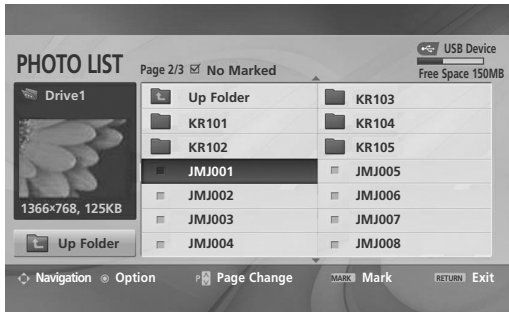 USB Device
PHOTO LIST
Page 2/3 No Marked
Free Space 150MB
Drive1
Up Folder
KR101
KR102
JMJ001
JMJ002
JMJ003
JMJ004
KR103
KR104
KR105
JMJ005
JMJ006
JMJ007
JMJ008
1366×768, 125KB
Up Folder
Navigation Option P Page Change MARK Mark RETURN Exit